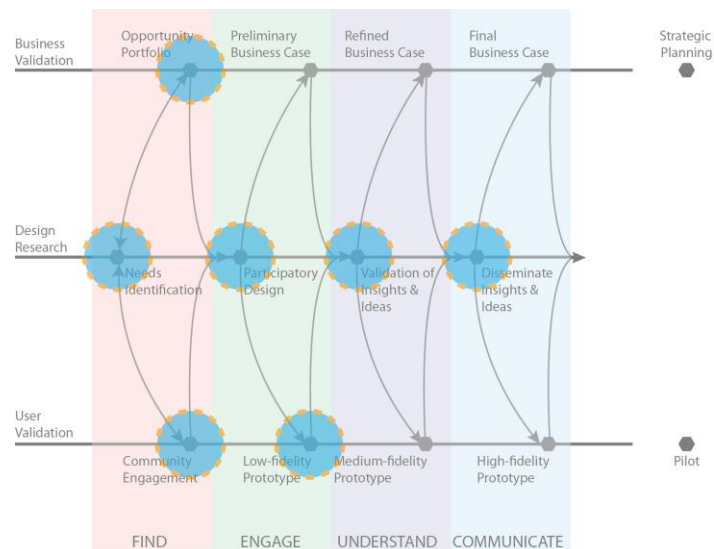 Opportunity
Portfolio
Preliminary
Business Case
Refined
Business Case
Final
Business Case
Strategic
Planning
Business
Validation
Design
Research
Needs
Identification
Participatory
Design
Validation of
Insights &
Ideas
Disseminate
Insights &
Ideas
User
Validation
Community
Engagement
Low-fidelity
Prototype
Medium-fidelity
Prototype
High-fidelity
Prototype
Pilot
FIND
ENGAGE
UNDERSTAND
COMMUNICATE